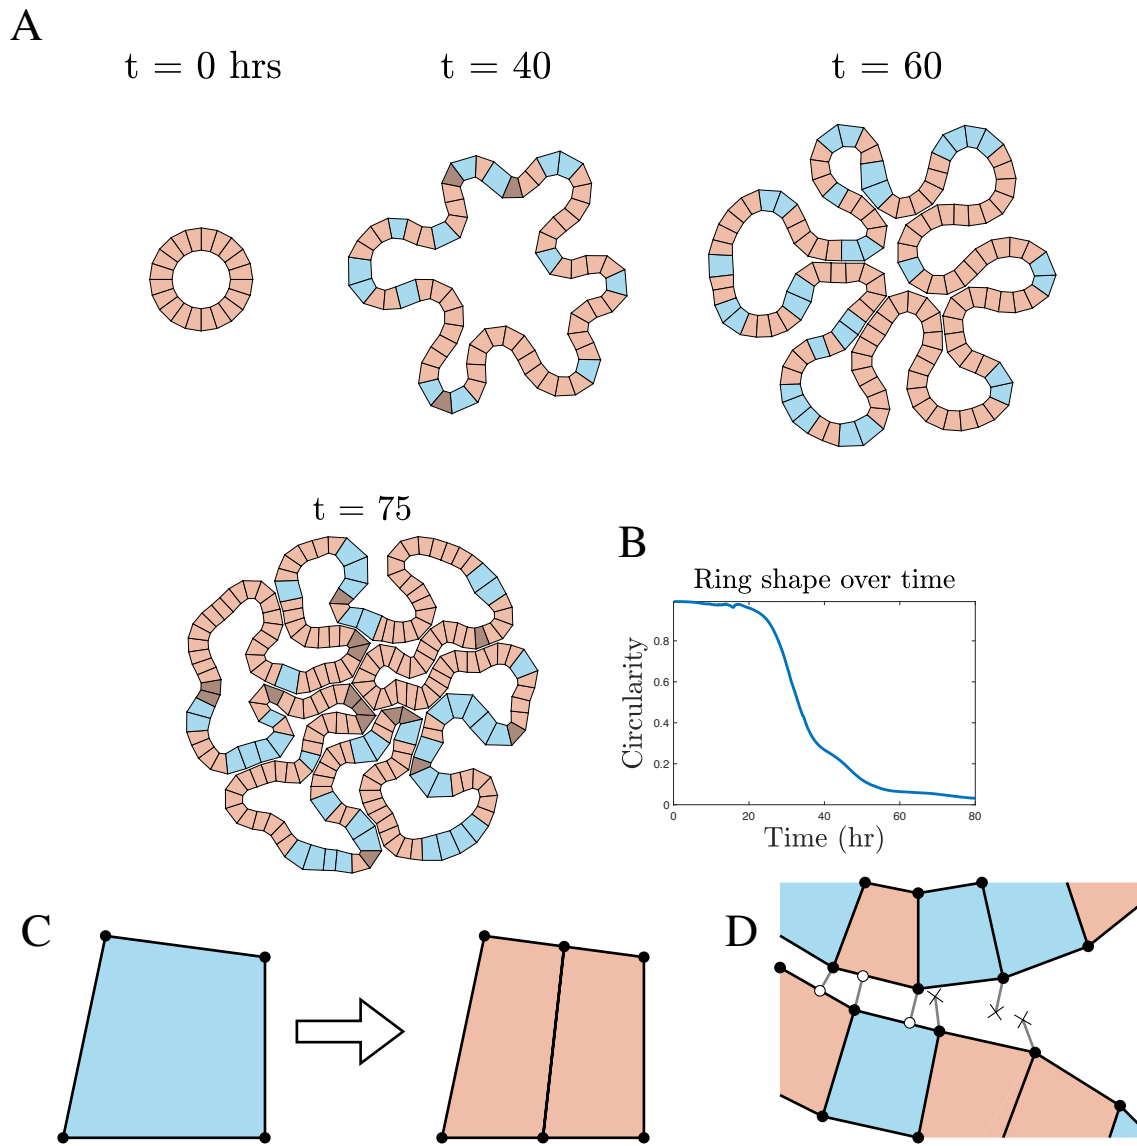 A
t = 0 hrs
t = 40
t = 60
t = 75
B
Ring shape over time
Circularity
0.8
0.6
0.4
0.2
0
0 20 40 60 80
Time (hr)
C
D